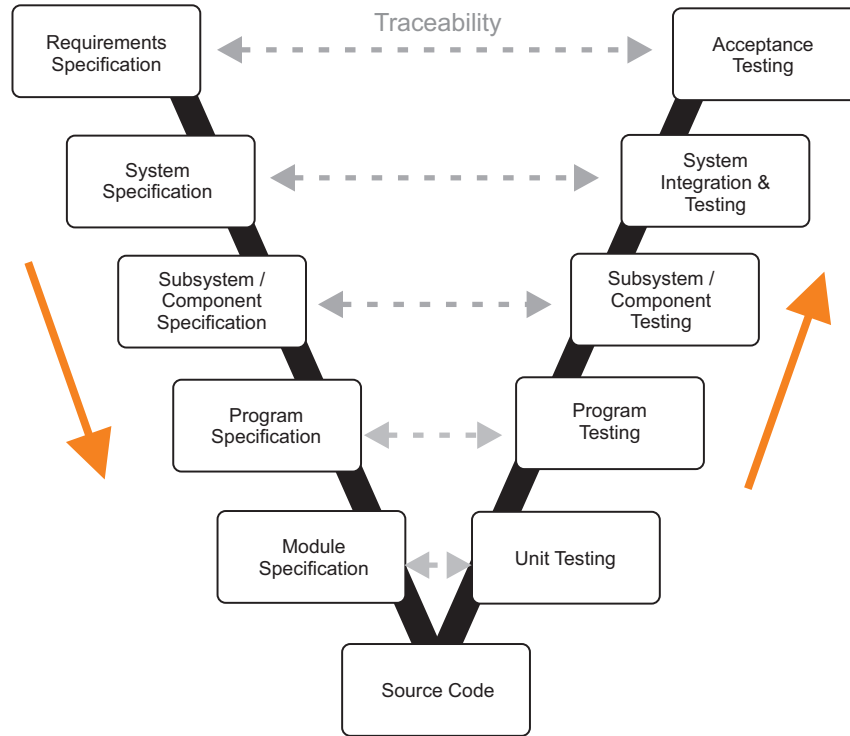 Traceability
Requirements
Specification
Acceptance
Testing
System
Specification
System
Integration &
Testing
Subsystem /
Component
Specification
Subsystem /
Component
Testing
Program
Specification
Program
Testing
Module
Specification
Unit Testing
Source Code